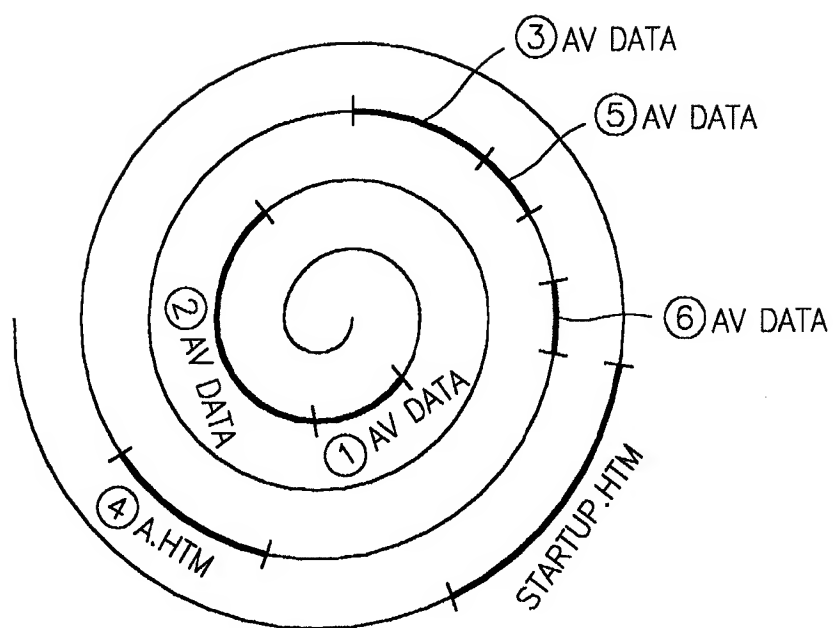 ③ AV DATA
⑤ AV DATA
② AV DATA
⑥ AV DATA
① AV DATA
④ A.HTM
STARTUP.HTM